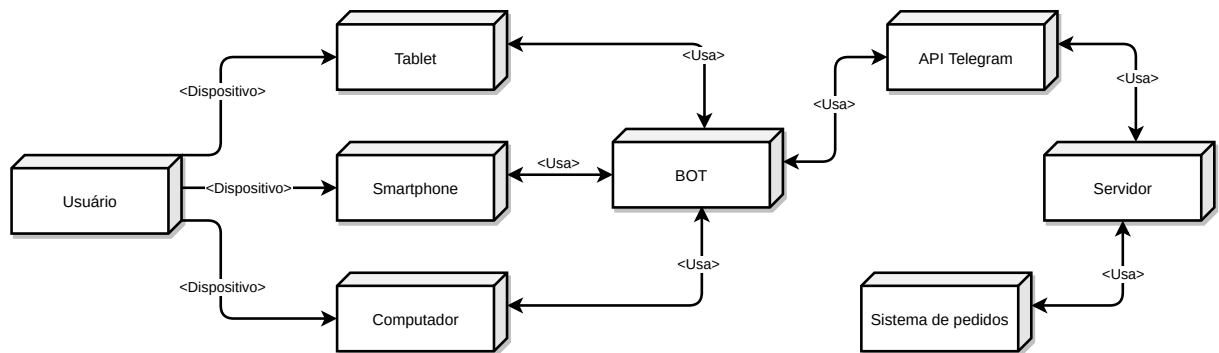 Tablet
API Telegram
<Usa>
<Usa>
<Dispositivo>
<Usa>
<Usa>
BOT
Smartphone
<Dispositivo>
Servidor
Usuário
<Usa>
<Usa>
<Dispositivo>
Computador
Sistema de pedidos